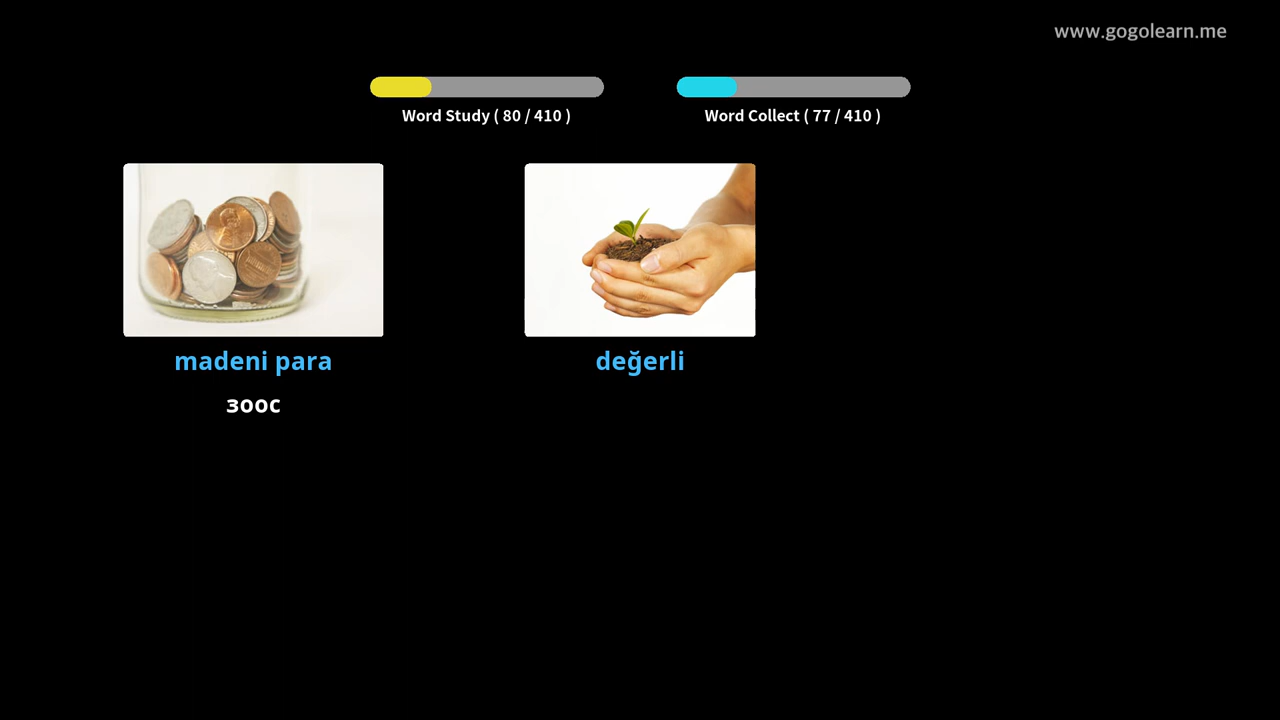 www.gogolearn.me
Word Study ( 80 / 410 )
Word Collect ( 77 / 410 )
madeni para
değerli
зоос